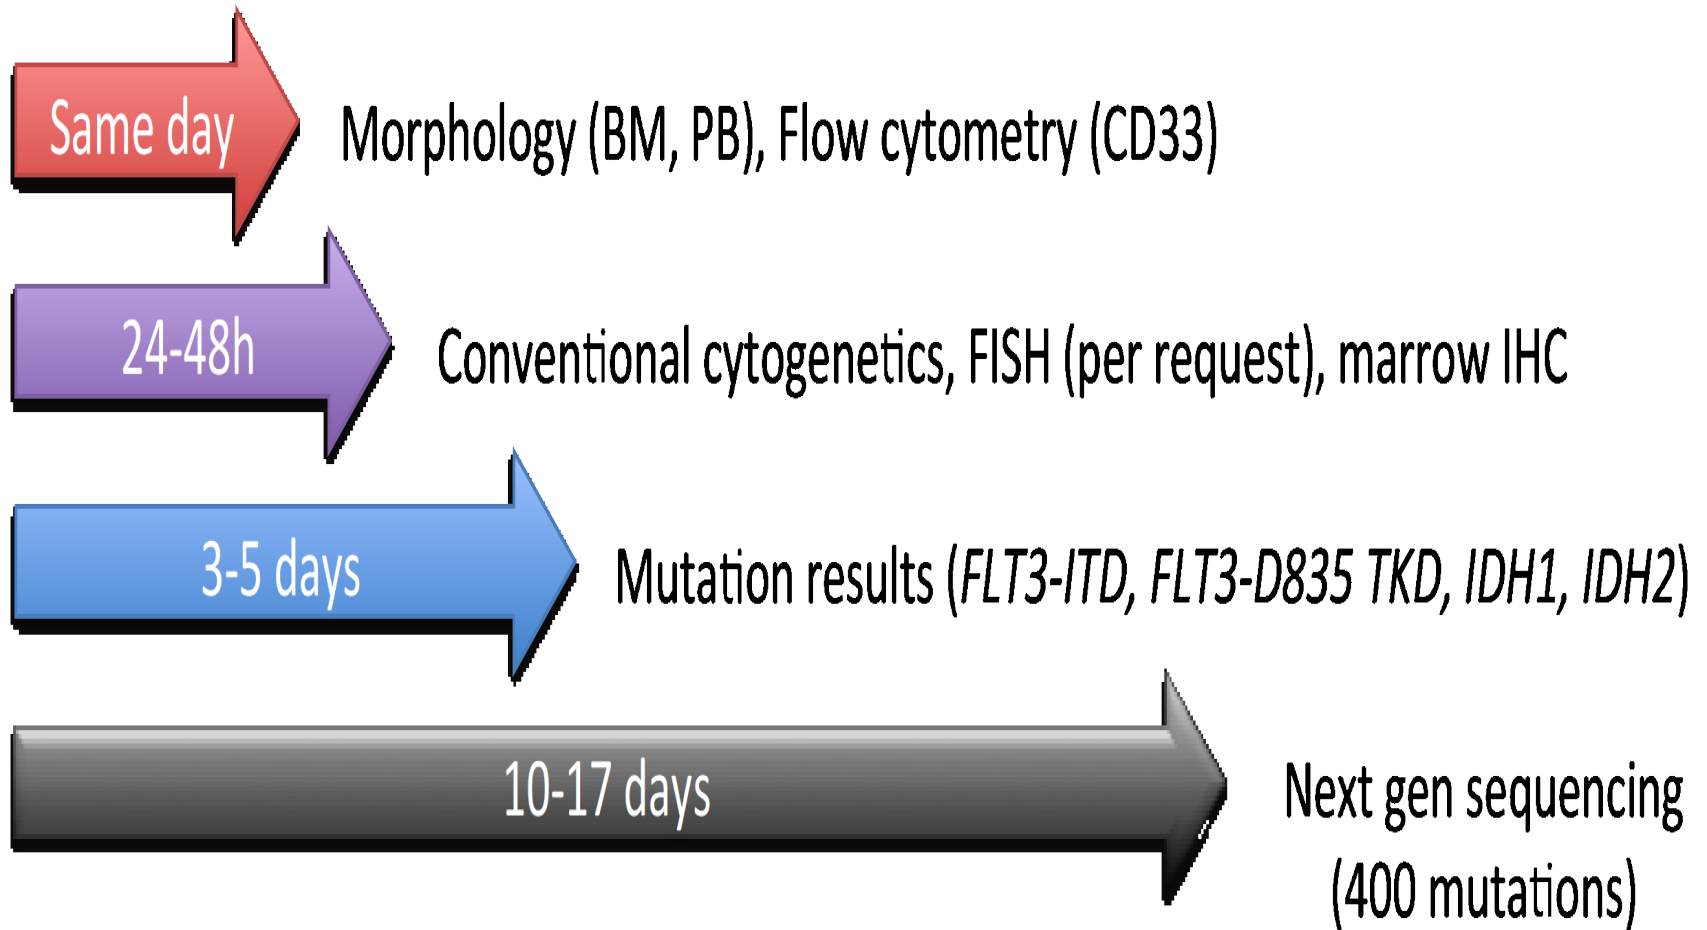 Same day
Morphology (BM, PB), Flow cytometry (CD33)
24-48h
Conventional cytogenetics, FISH (per request), marrow IHC
3-5 days
Mutation results (FLT3-ITD, FLT3-D835 TKD, IDH1, IDH2)
10-17 days
Next gen sequencing
(400 mutations)